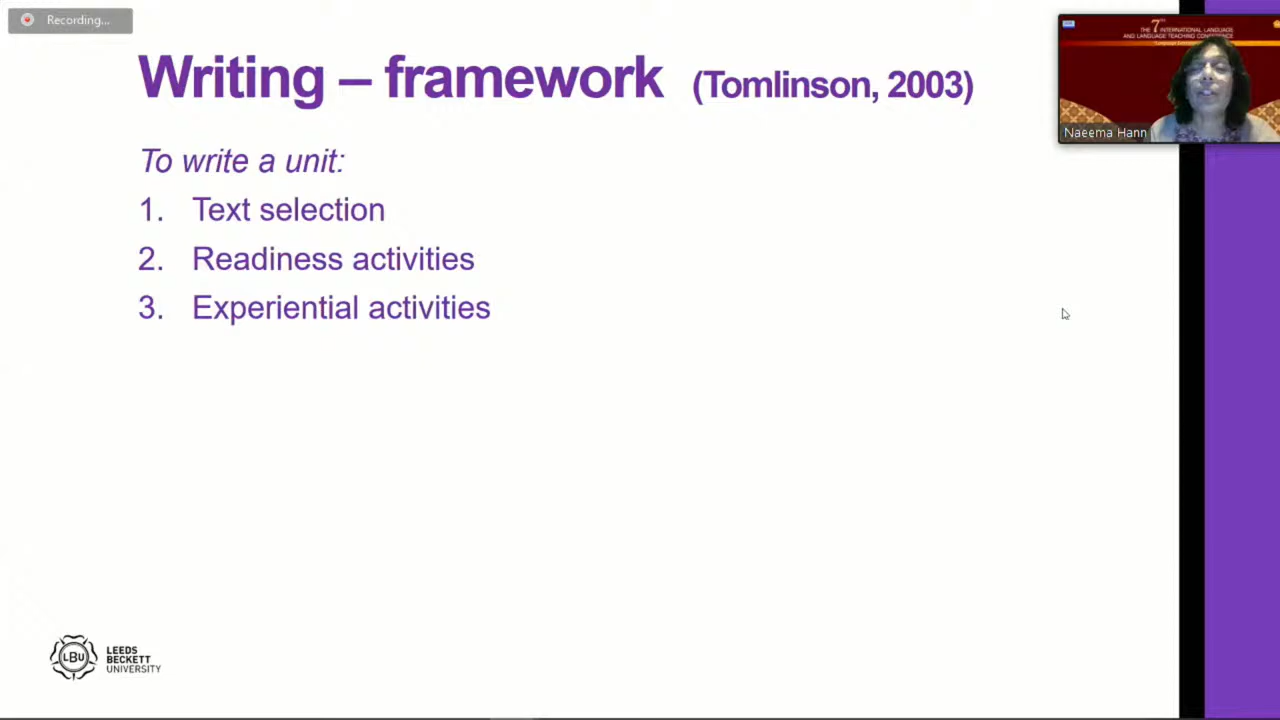 Recording...
Writing – framework (Tomlinson, 2003)
To write a unit:
1. Text selection
2. Readiness activities
3. Experiential activities
THE 7TH INTERNATIONAL LANGUAGE
AND LANGUAGE TEACHING CONFERENCE
Naeema Hann
LBU
LEEDS
BECKETT
UNIVERSITY